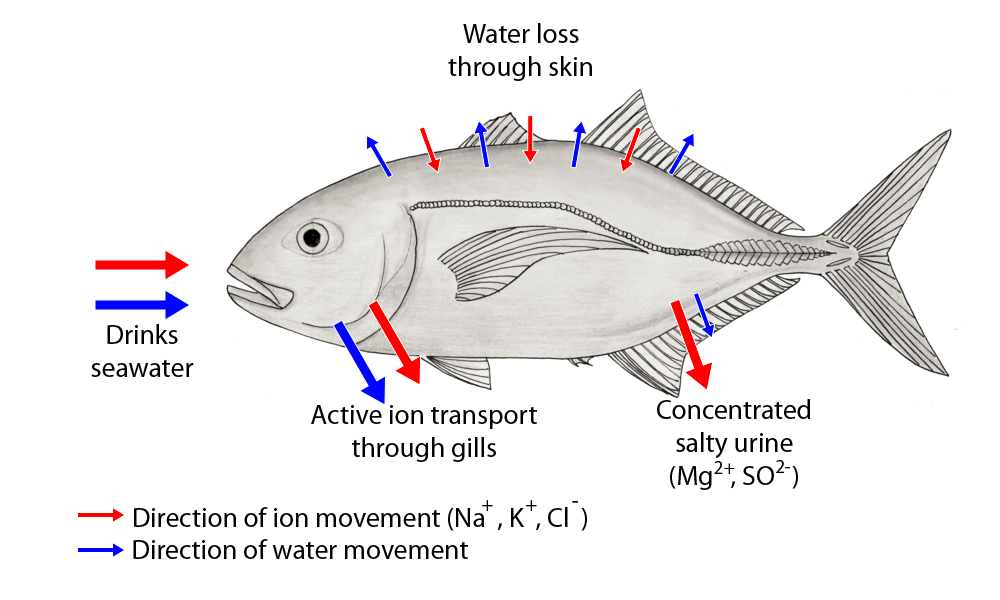 Water loss
through skin
Drinks
seawater
Active ion transport
through gills
Concentrated
salty urine
(Mg²⁺, SO²⁻)
Direction of ion movement (Na⁺, K⁺, Cl⁻)
Direction of water movement